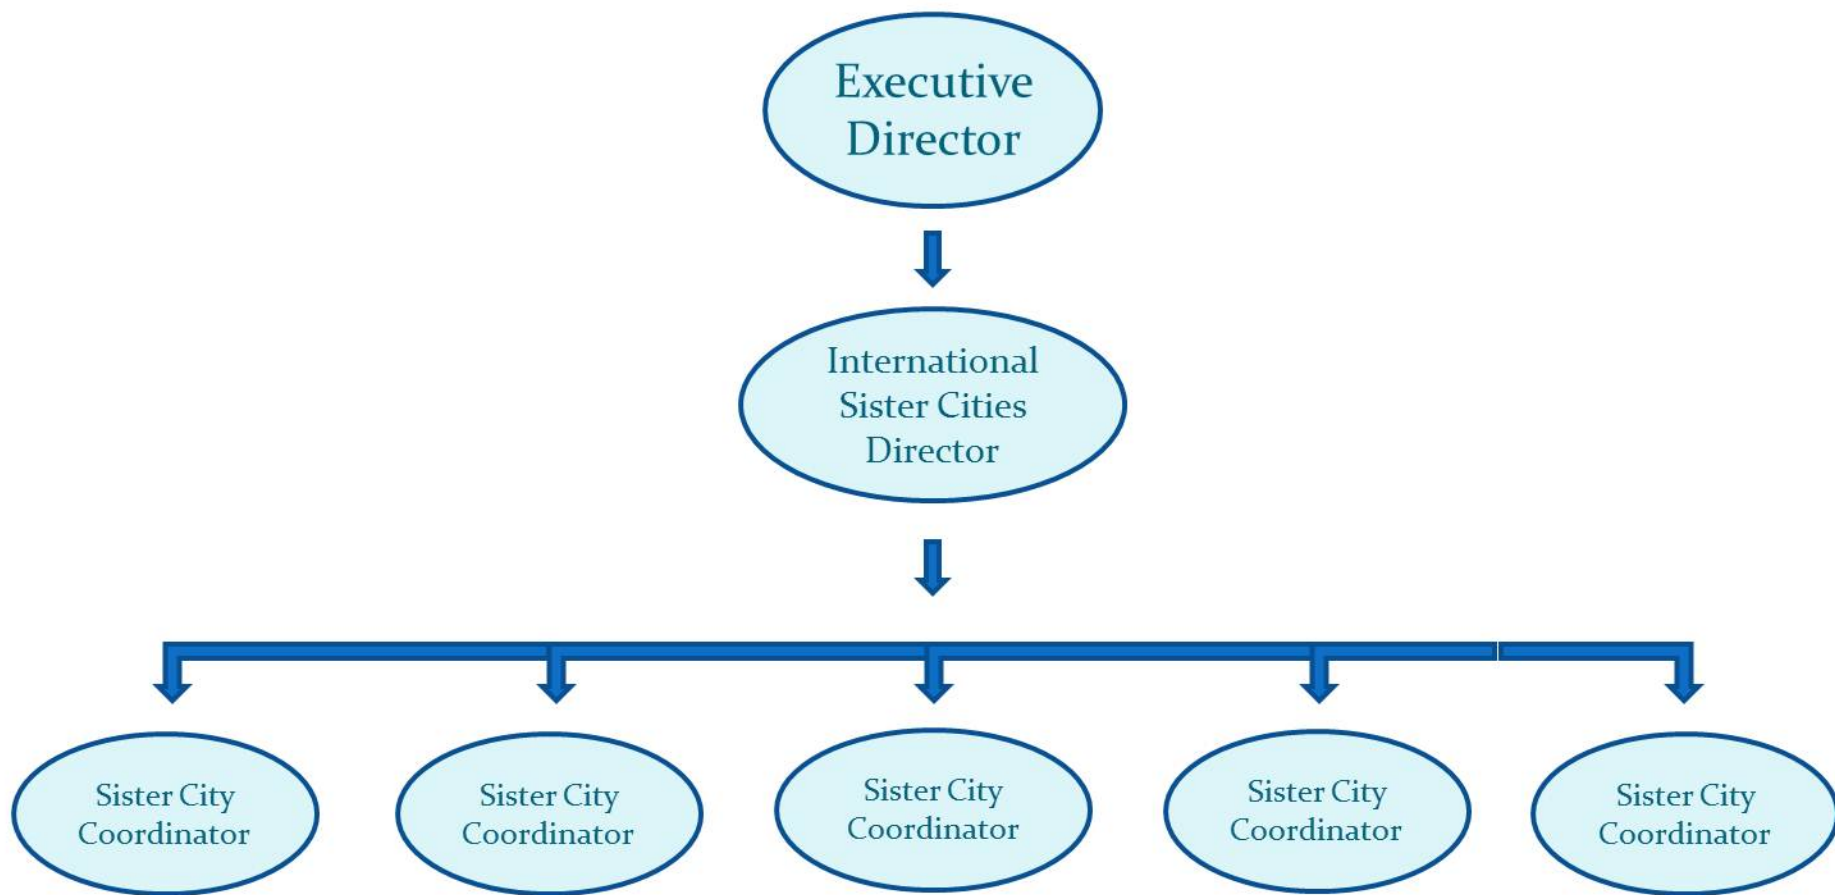 Executive
Director
International
Sister Cities
Director
Sister City
Coordinator
Sister City
Coordinator
Sister City
Coordinator
Sister City
Coordinator
Sister City
Coordinator